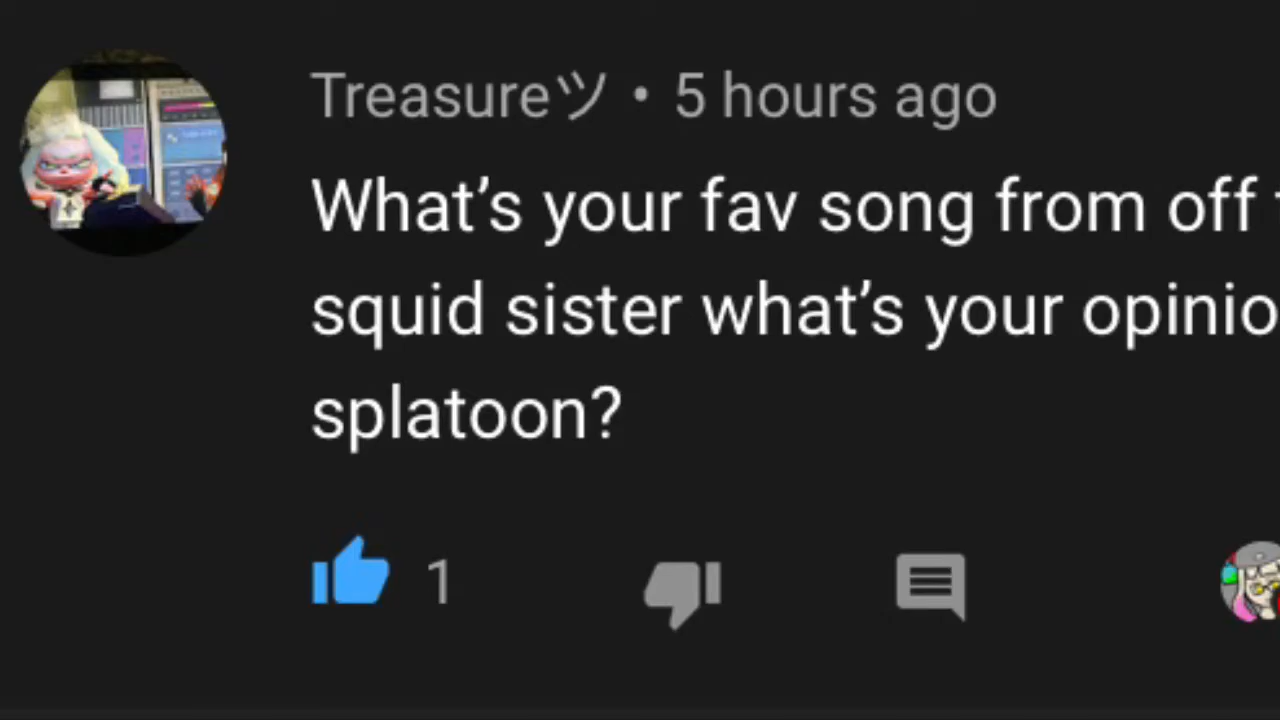 Treasureツ • 5 hours ago
What’s your fav song from off
squid sister what’s your opinio
splatoon?
1